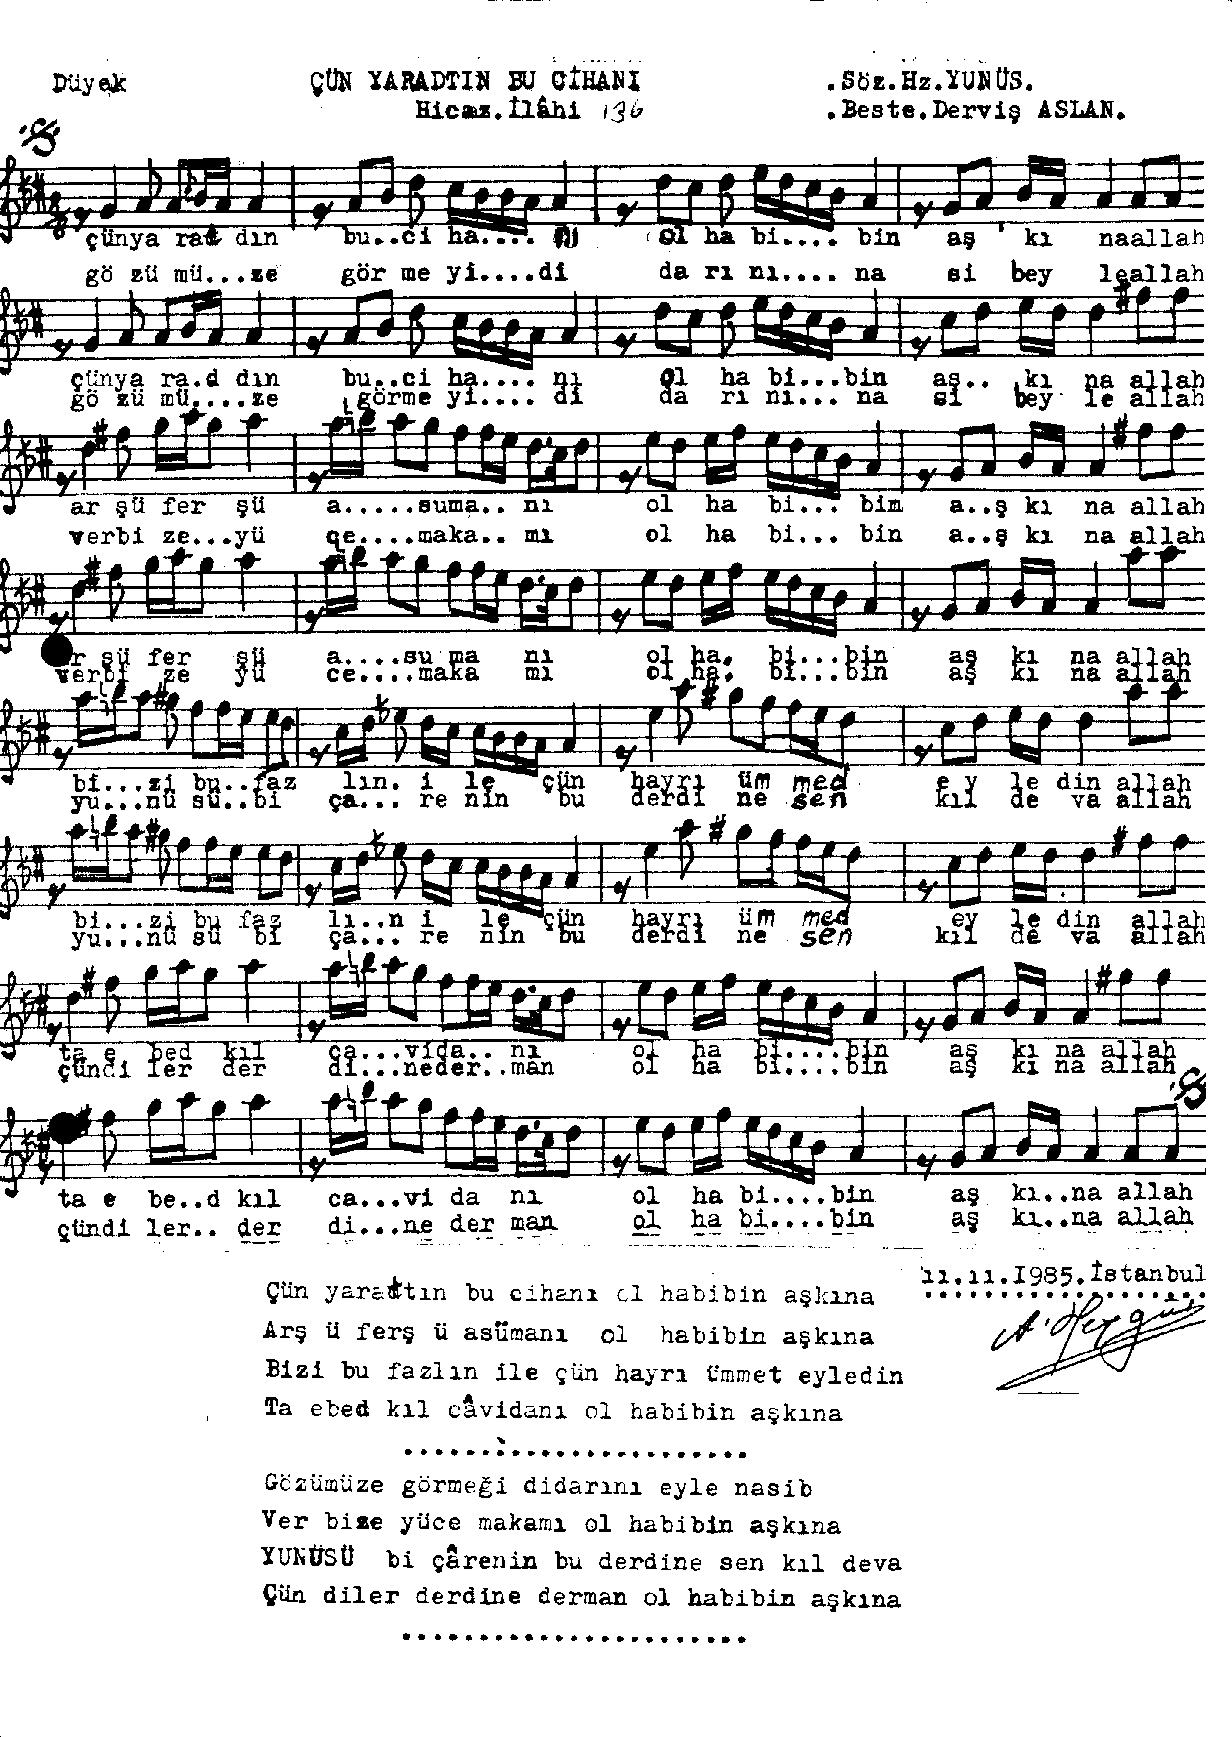 Düyek ÇÜN YARADTIN BU CİHANI .Söz.Hz.YUNÜS.
Hicaz.İlâhi 136 .Beste.Derviş ASLAN.
çünya rat dın bu..ci ha.... ni ol ha bi.... bin aş ' kı naallah
gö zü mü...ze gör me yi....di da rı nı.... na si bey leallah
çünya ra.d dın bu..ci ha.... nı ol ha bi...bin aş.. kı na allah
gö zü mü....ze görme yi.... di da rı nı... na si bey le allah
ar şü fer şü a.....suma.. nı ol ha bi... bim a..ş kı na allah
verbi ze...yü qe....maka.. mı ol ha bi... bin a..ş kı na allah
r şü fer şü a....su ma nı ol ha. bi...bin aş kı na allah
verbi ze yü ce....maka mı ol ha. bi...bin aş kı na allah
bi...zi bu..faz lın. i le çün hayrı üm med e y le din allah
yu...nü sü..bi ça... re nin bu derdi ne sen kıl de va allah
bi...zi bu faz lı..n i le çün hayrı üm med ey le din allah
yu...nü sü bi ça... re nin bu derdi ne sen kıl de va allah
ta e bed kıl ca...vida.. nı ol ha bi....bin aş kı na allah
çündi ler der di...neder..man ol ha bi....bin aş kı na allah
ta e be..d kıl ca...vi da nı ol ha bi....bin aş kı..na allah
çündi ler.. der di...ne der man ol ha bi....bin aş kı..na allah
11.11.1985.İstanbul
Çün yarattın bu cihanı ol habibin aşkına
Arş ü ferş ü asümanı ol habibin aşkına
Bizi bu fazlın ile çün hayrı ümmet eyledin
Ta ebed kıl câvidanı ol habibin aşkına
Gözümüze görmeği didarını eyle nasib
Ver bize yüce makamı ol habibin aşkına
YUNÜSÜ bi çârenin bu derdine sen kıl deva
Çün diler derdine derman ol habibin aşkına